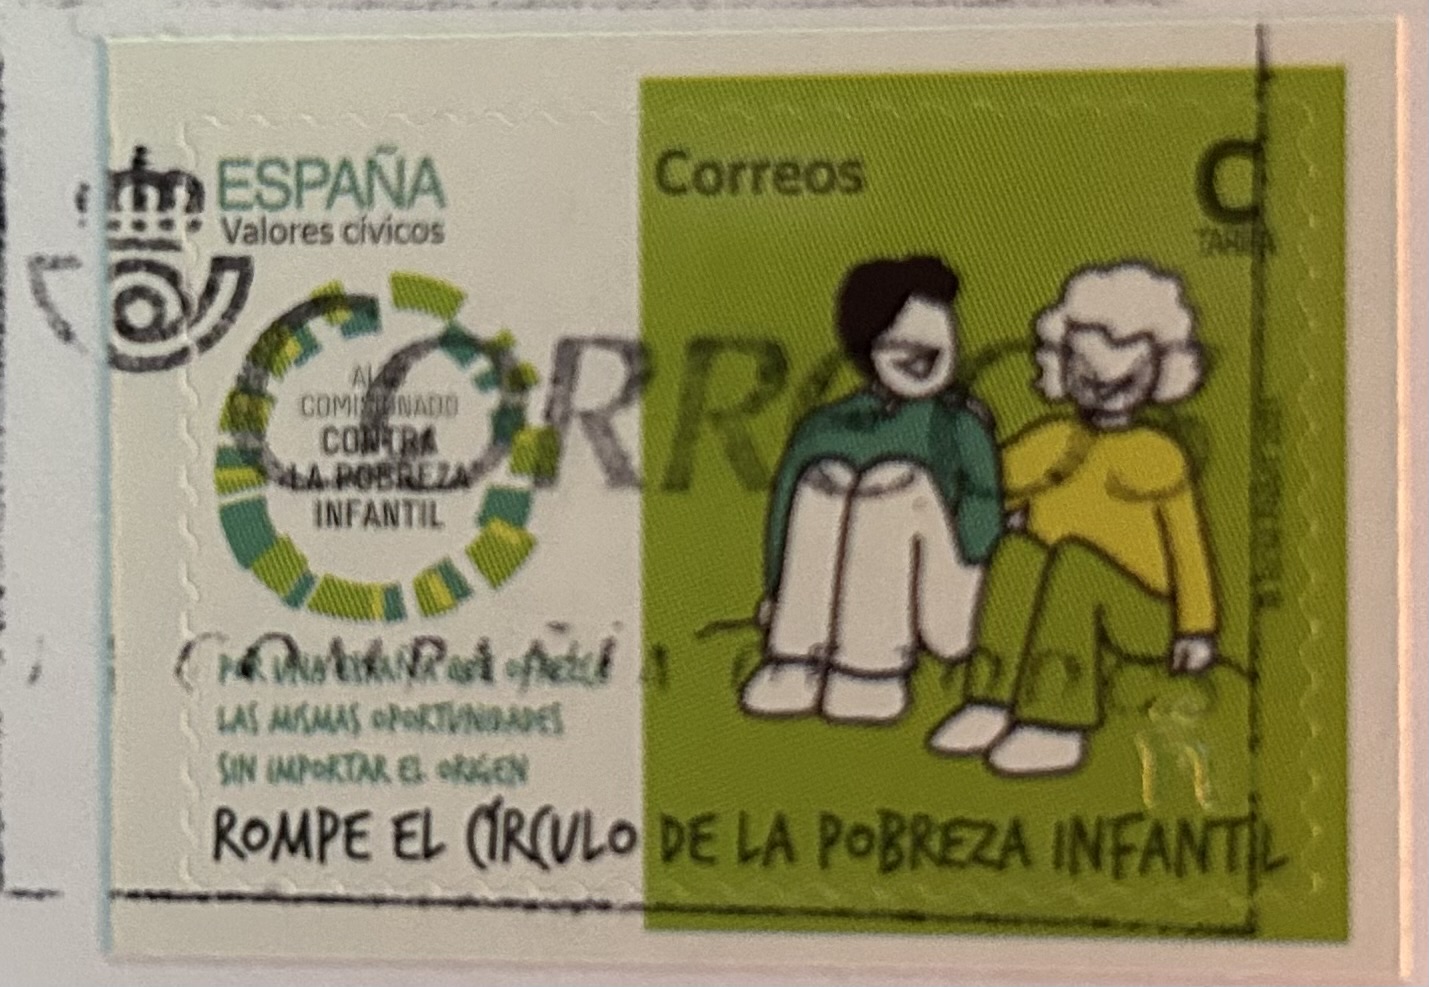 ESPAÑA
Valores cívicos
Correos
C
TARIFA
ALTO
COMISIONADO
CONTRA
LA POBREZA
INFANTIL
CORREOS
POR UNA ESPAÑA QUE OFREZCA
LAS MISMAS OPORTUNIDADES
SIN IMPORTAR EL ORIGEN
ROMPE EL CÍRCULO DE LA POBREZA INFANTIL